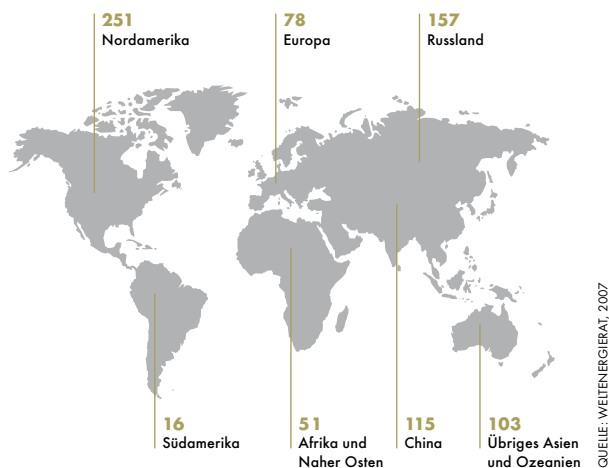 251
Nordamerika
78
Europa
157
Russland
16
Südamerika
51
Afrika und
Naher Osten
115
China
103
Übriges Asien
und Ozeanien
QUELLE: WELTENERGIERAT, 2007